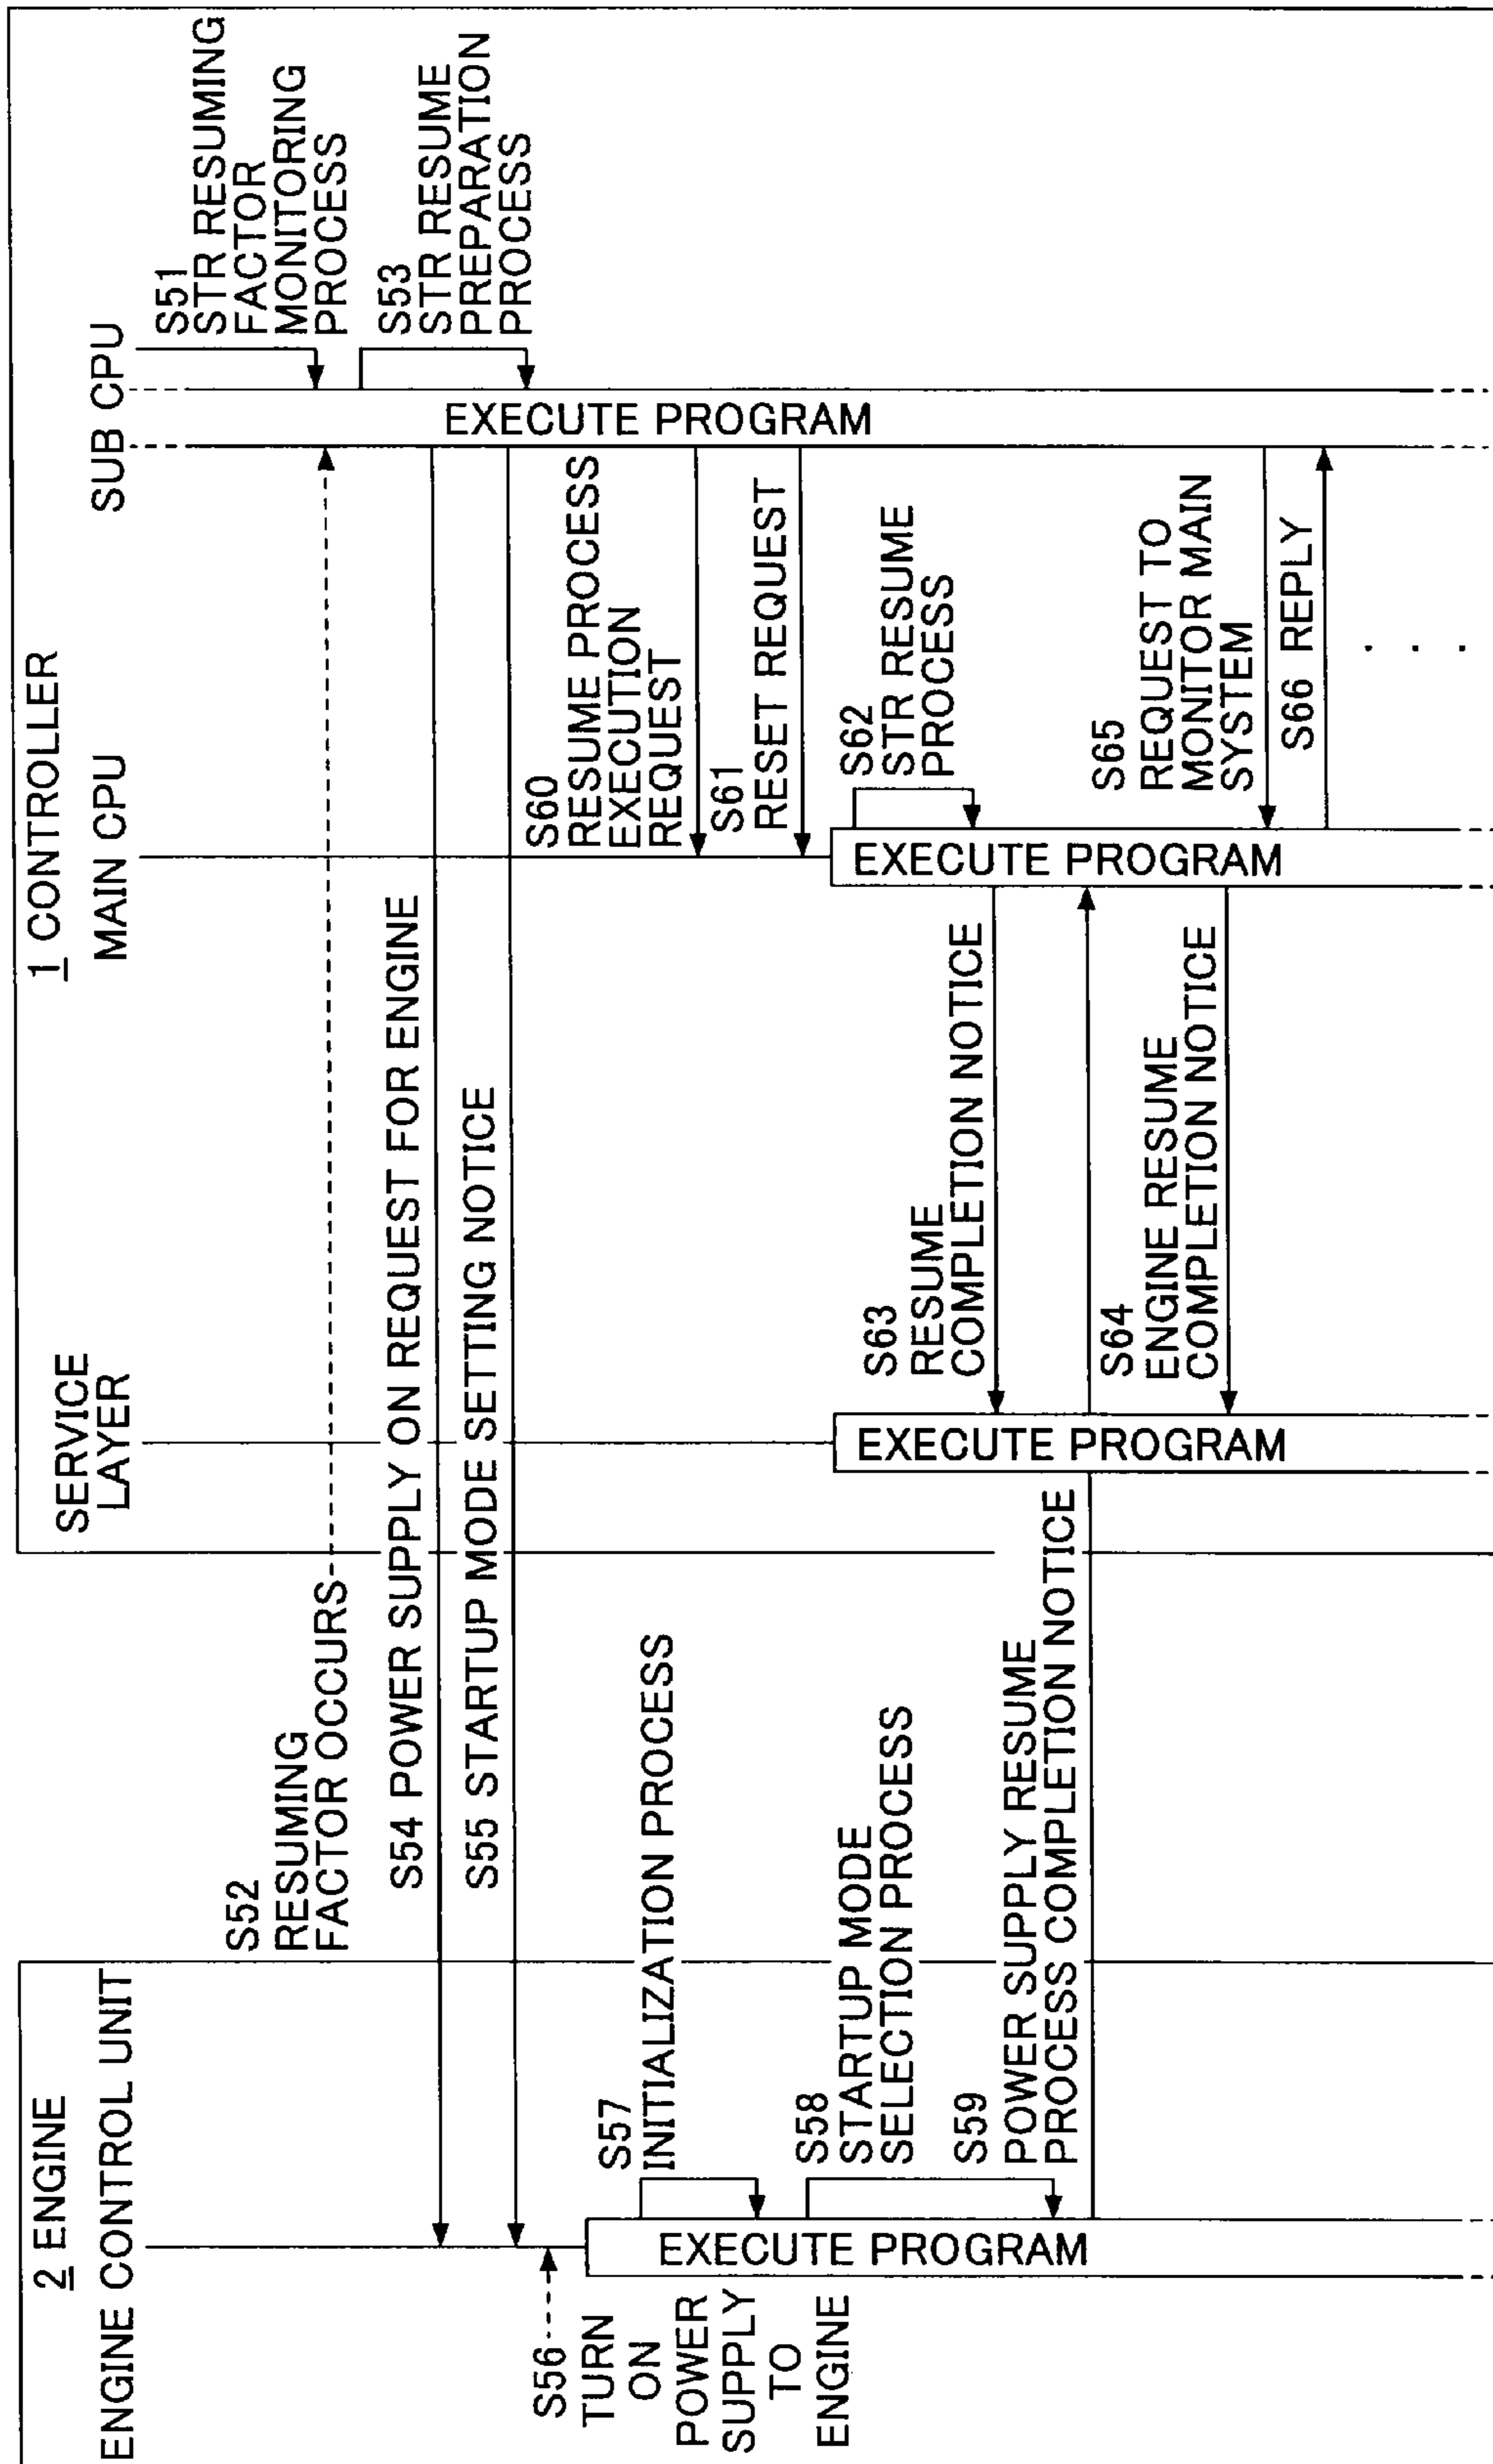 2 ENGINE
ENGINE CONTROL UNIT
1 CONTROLLER
SERVICE
LAYER
MAIN CPU
SUB CPU
S51
STR RESUMING
FACTOR
MONITORING
PROCESS
S52
RESUMING
FACTOR OCCURS
S53
STR RESUME
PREPARATION
PROCESS
S54 POWER SUPPLY ON REQUEST FOR ENGINE
S55 STARTUP MODE SETTING NOTICE
S56
TURN
ON
POWER
SUPPLY
TO
ENGINE
S57
INITIALIZATION PROCESS
S58
STARTUP MODE
SELECTION PROCESS
S59
POWER SUPPLY RESUME
PROCESS COMPLETION NOTICE
EXECUTE PROGRAM
EXECUTE PROGRAM
EXECUTE PROGRAM
EXECUTE PROGRAM
S60
RESUME PROCESS
EXECUTION
REQUEST
S61
RESET REQUEST
S62
STR RESUME
PROCESS
S63
RESUME
COMPLETION NOTICE
S64
ENGINE RESUME
COMPLETION NOTICE
S65
REQUEST TO
MONITOR MAIN
SYSTEM
S66 REPLY
. . .